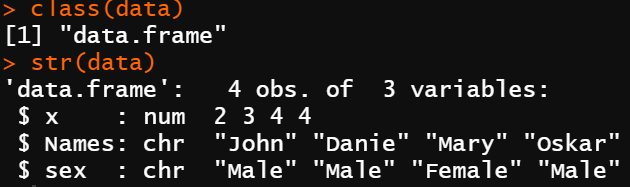 > class(data)
[1] "data.frame"
> str(data)
'data.frame':   4 obs. of  3 variables:
 $ x    : num  2 3 4 4
 $ Names: chr  "John" "Danie" "Mary" "Oskar"
 $ sex  : chr  "Male" "Male" "Female" "Male"